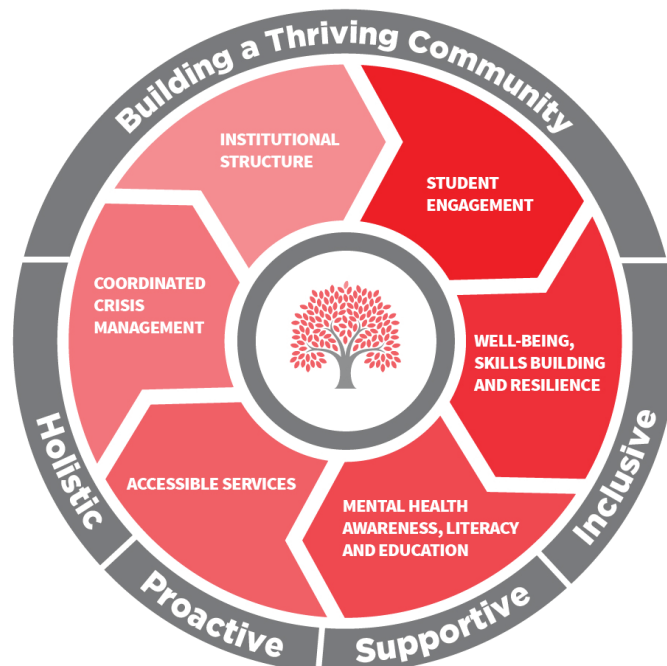 Building a Thriving Community
INSTITUTIONAL
STRUCTURE
STUDENT
ENGAGEMENT
WELL-BEING,
SKILLS BUILDING
AND RESILIENCE
MENTAL HEALTH
AWARENESS, LITERACY
AND EDUCATION
ACCESSIBLE SERVICES
COORDINATED
CRISIS
MANAGEMENT
Holistic
Proactive
Supportive
Inclusive